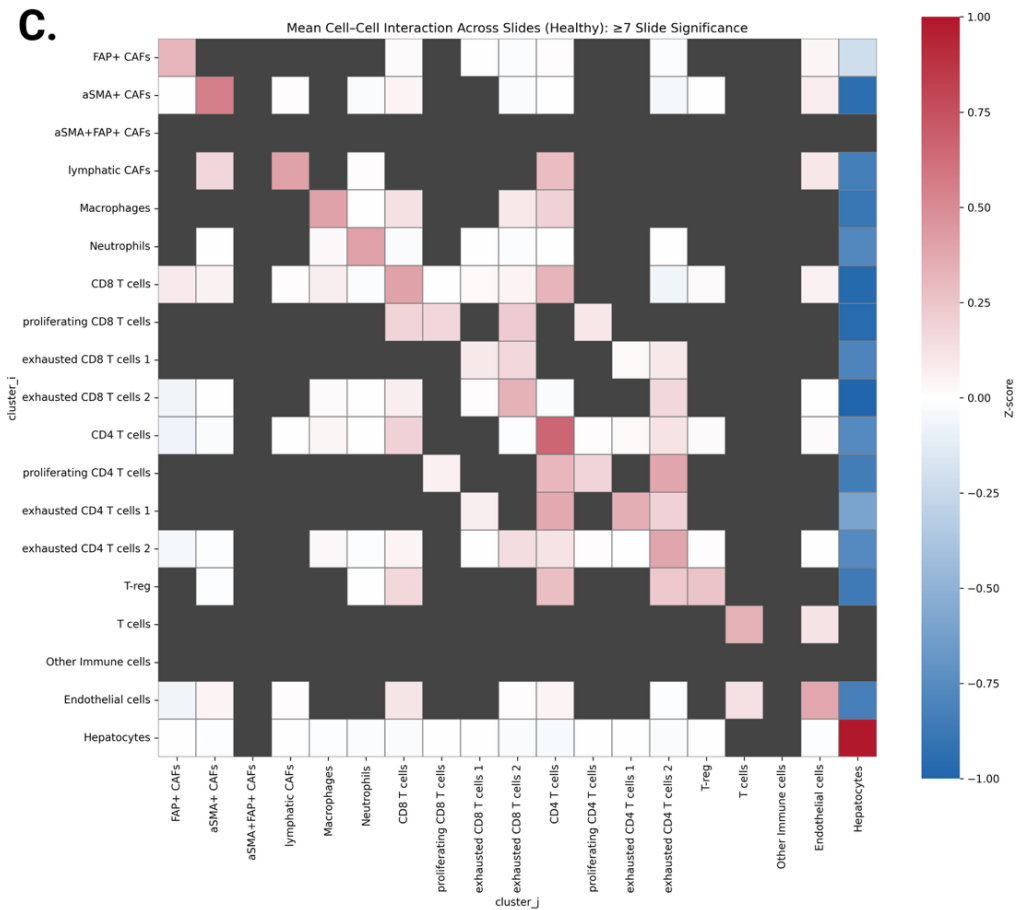 C.
Mean Cell–Cell Interaction Across Slides (Healthy): ≥7 Slide Significance
FAP+ CAFs
aSMA+ CAFs
aSMA+FAP+ CAFs
lymphatic CAFs
Macrophages
Neutrophils
CD8 T cells
proliferating CD8 T cells
exhausted CD8 T cells 1
exhausted CD8 T cells 2
CD4 T cells
proliferating CD4 T cells
exhausted CD4 T cells 1
exhausted CD4 T cells 2
T-reg
T cells
Other Immune cells
Endothelial cells
Hepatocytes
cluster_i
FAP+ CAFs
aSMA+ CAFs
aSMA+FAP+ CAFs
lymphatic CAFs
Macrophages
Neutrophils
CD8 T cells
proliferating CD8 T cells
exhausted CD8 T cells 1
exhausted CD8 T cells 2
CD4 T cells
proliferating CD4 T cells
exhausted CD4 T cells 1
exhausted CD4 T cells 2
T-reg
T cells
Other Immune cells
Endothelial cells
Hepatocytes
cluster_j
1.00
0.75
0.50
0.25
0.00
−0.25
−0.50
−0.75
−1.00
Z-score